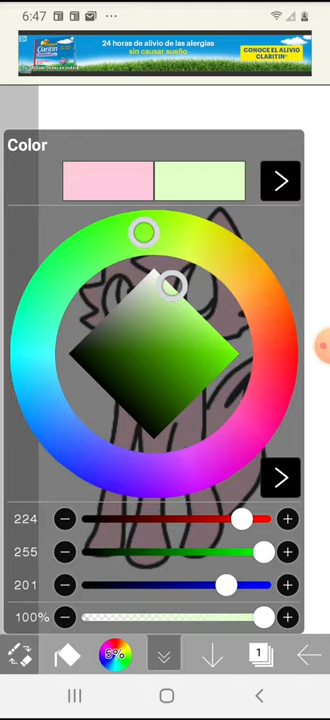 6:47
24 horas de alivio de las alergias
sin causar sueño
CONOCE EL ALIVIO
CLARITIN®
Claritin
Color
224
255
201
100%
6%
1